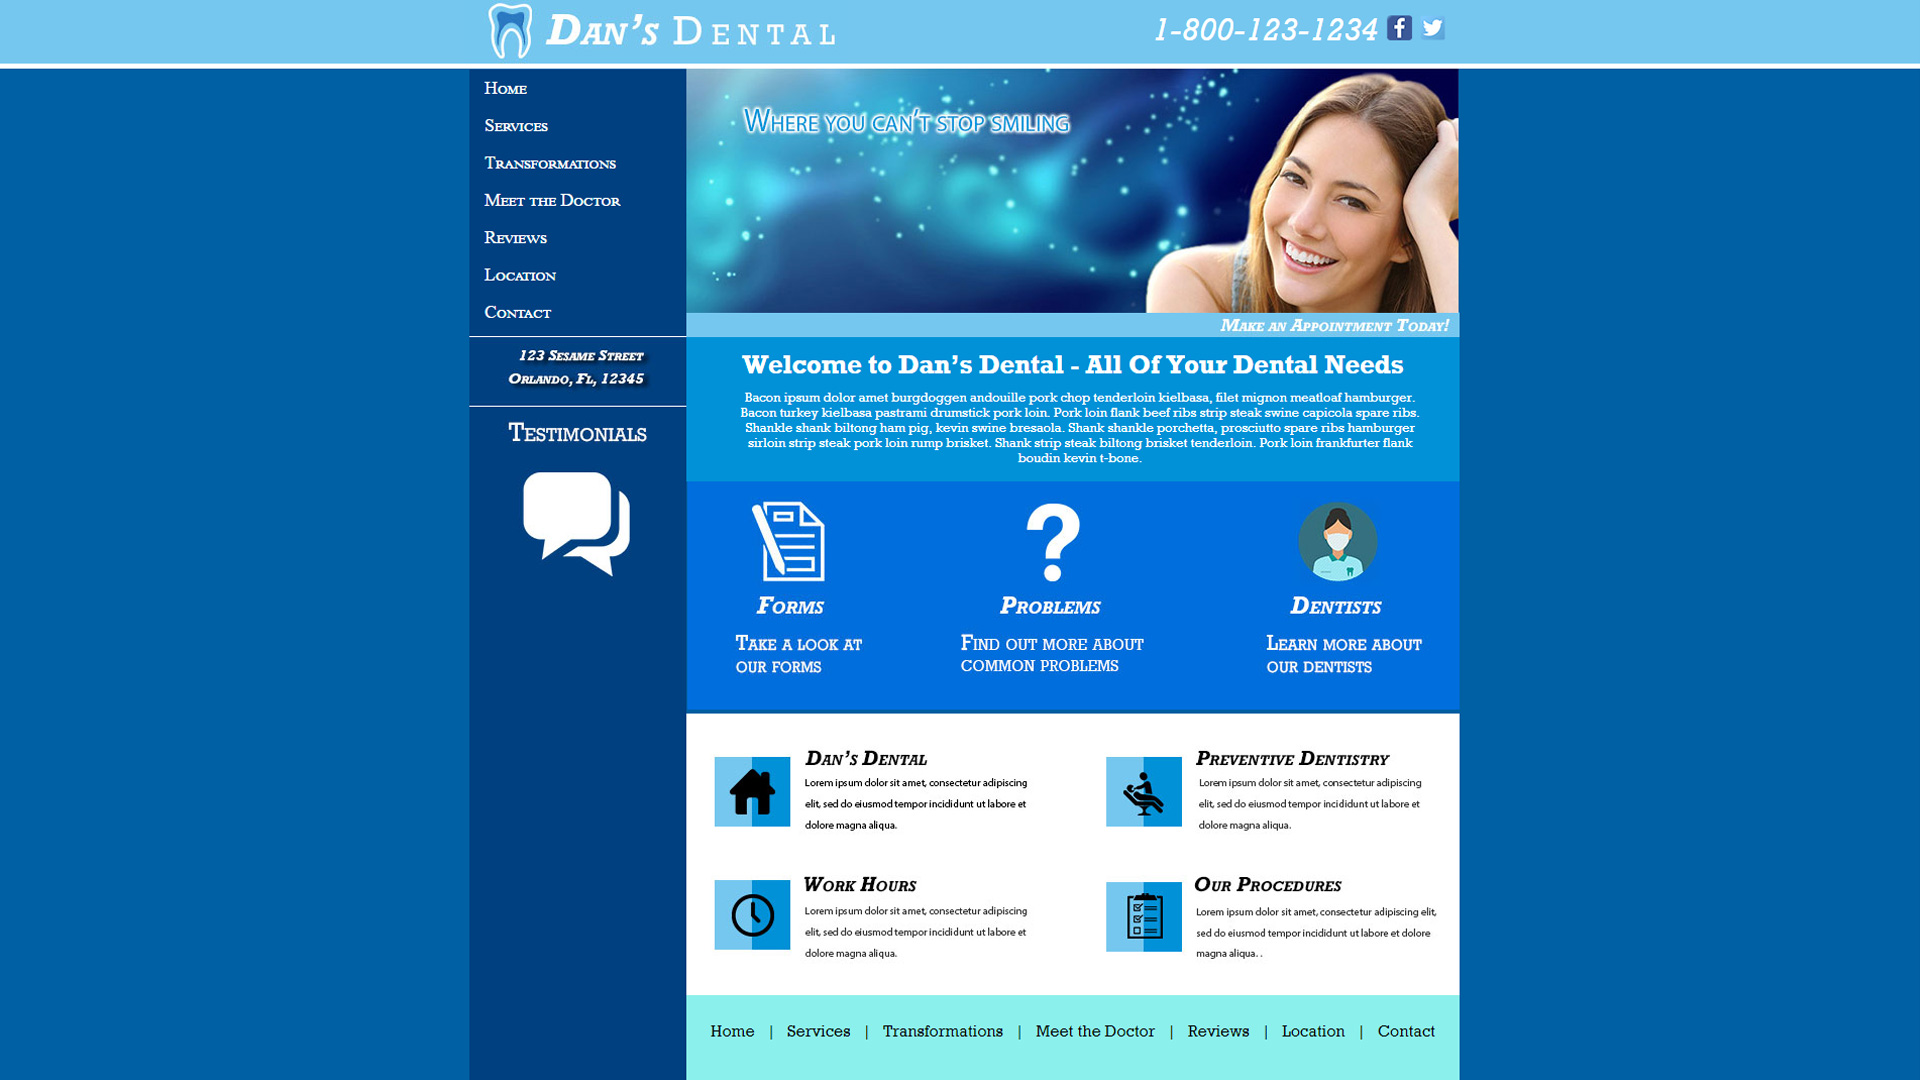 Dan's Dental
1-800-123-1234
Home
Services
Transformations
Meet the Doctor
Reviews
Location
Contact
123 Sesame Street
Orlando, Fl, 12345
Testimonials
Where you can't stop smiling
Make an Appointment Today!
Welcome to Dan's Dental - All Of Your Dental Needs
Bacon ipsum dolor amet burgdoggen andouille pork chop tenderloin kielbasa, filet mignon meatloaf hamburger.
Bacon turkey kielbasa pastrami drumstick pork loin. Pork loin flank beef ribs strip steak swine capicola spare ribs.
Shankle shank biltong ham pig, kevin swine bresaola. Shank shankle porchetta, prosciutto spare ribs hamburger
sirloin strip steak pork loin rump brisket. Shank strip steak biltong brisket tenderloin. Pork loin frankfurter flank
boudin kevin t-bone.
Forms
Take a look at
our forms
Problems
Find out more about
common problems
Dentists
Learn more about
our dentists
Dan's Dental
Lorem ipsum dolor sit amet, consectetur adipiscing
elit, sed do eiusmod tempor incididunt ut labore et
dolore magna aliqua.
Preventive Dentistry
Lorem ipsum dolor sit amet, consectetur adipiscing
elit, sed do eiusmod tempor incididunt ut labore et
dolore magna aliqua.
Work Hours
Lorem ipsum dolor sit amet, consectetur adipiscing
elit, sed do eiusmod tempor incididunt ut labore et
dolore magna aliqua.
Our Procedures
Lorem ipsum dolor sit amet, consectetur adipiscing elit,
sed do eiusmod tempor incididunt ut labore et dolore
magna aliqua. .
Home | Services | Transformations | Meet the Doctor | Reviews | Location | Contact